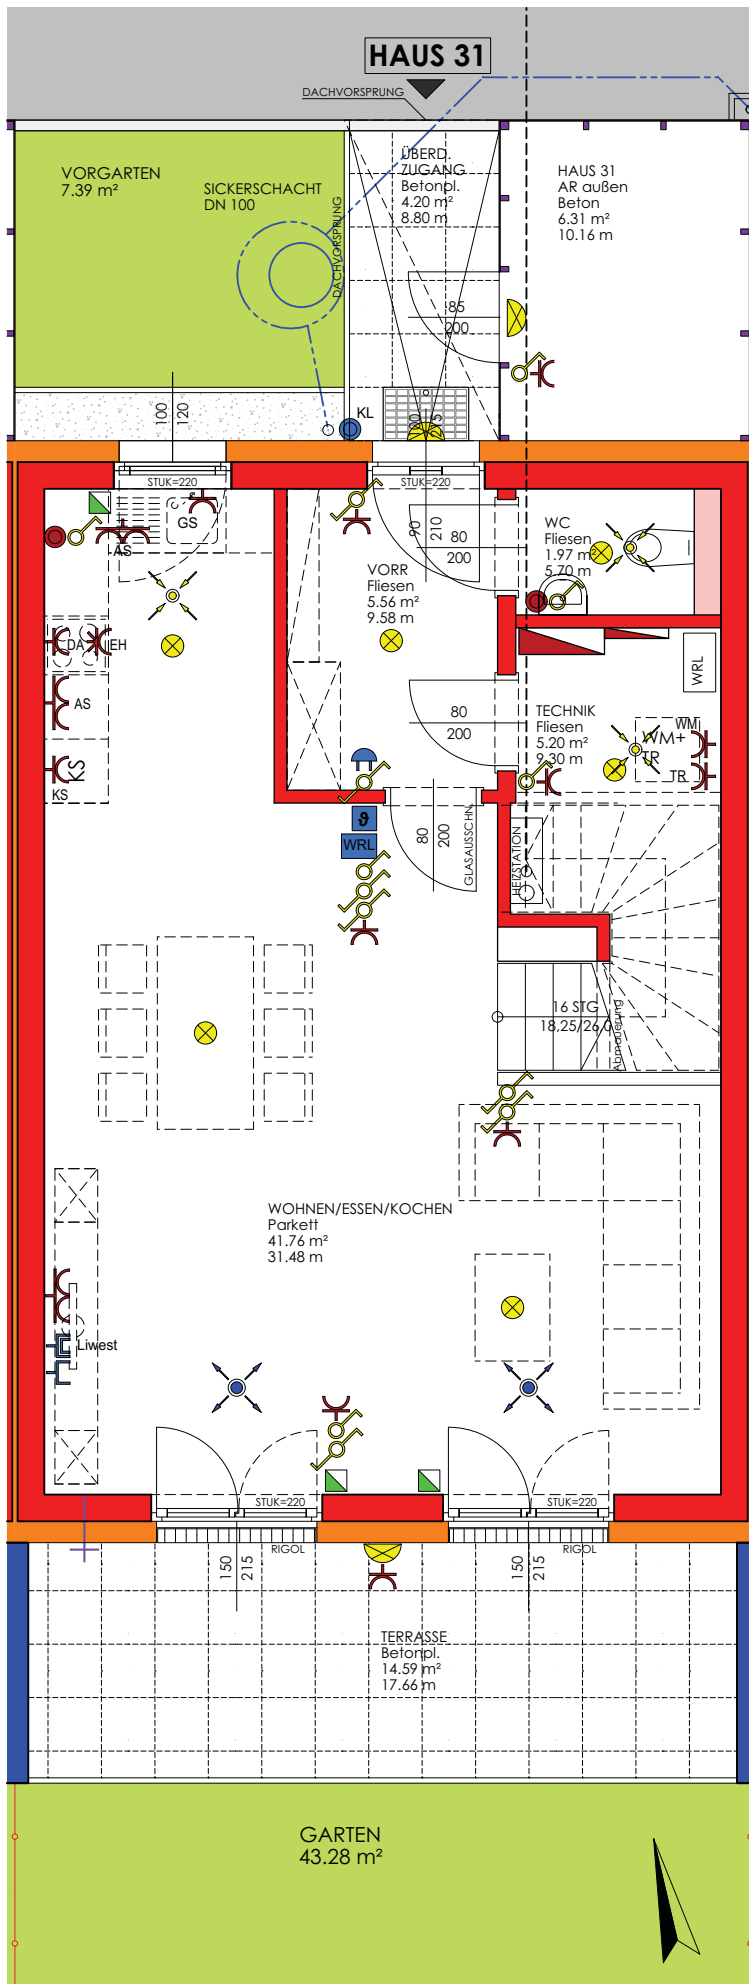 HAUS 31
DACHVORSPRUNG
VORGARTEN
7.39 m²
SICKERSCHACHT
DN 100
DACHVORSPRUNG
ÜBERD.
ZUGANG
Betonpl.
4.20 m²
8.80 m
HAUS 31
AR außen
Beton
6.31 m²
10.16 m
85
200
100
120
KL
STUK=220
STUK=220
GS
AS
90
210
80
200
WC
Fliesen
1.97 m²
5.70 m
VORR
Fliesen
5.56 m²
9.58 m
DA
EH
AS
KS
KS
80
200
WRL
TECHNIK
Fliesen
5.20 m²
9.30 m
WM
WM+
TR
TR
ϑ
WRL
80
200
GLASAUSSCHN.
HEIZSTATION
16 STG
18,25/26,0
Abmauerung
WOHNEN/ESSEN/KOCHEN
Parkett
41.76 m²
31.48 m
Liwest
STUK=220
STUK=220
RIGOL
RIGOL
150
215
150
215
TERRASSE
Betonpl.
14.59 m²
17.66 m
GARTEN
43.28 m²